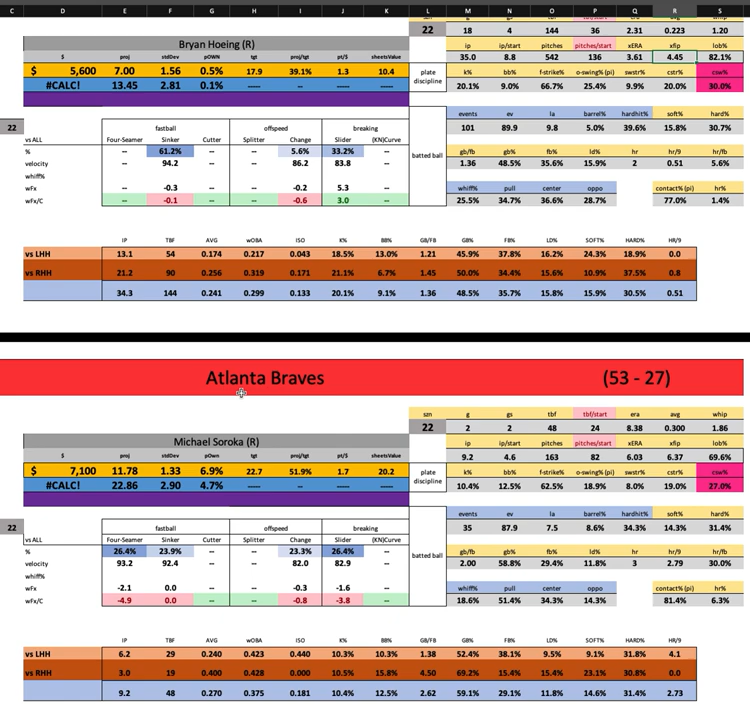 C D E F G H I J K L M N O P Q R S
22 18 4 144 36 2.31 0.223 1.20
Bryan Hoeing (R) ip ip/start pitches pitches/start xERA xfip lob%
$ proj stdDev pOWN tgt proj/tgt pt/$ sheetsValue 35.0 8.8 542 136 3.61 4.45 82.1%
$ 5,600 7.00 1.56 0.5% 17.9 39.1% 1.3 10.4 plate discipline k% bb% f-strike% o-swing% (pi) swstr% cstr% csw%
#CALC! 13.45 2.81 0.1% ----- ----- -- ----- 20.1% 9.0% 66.7% 25.4% 9.9% 20.0% 30.0%
events ev la barrel% hardhit% soft% hard%
22 fastball offspeed breaking 101 89.9 9.8 5.0% 39.6% 15.8% 30.7%
vs ALL Four-Seamer Sinker Cutter Splitter Change Slider (KN)Curve
% -- 61.2% -- -- 5.6% 33.2% -- batted ball gb/fb gb% fb% ld% hr hr/9 hr/fb
velocity -- 94.2 -- -- 86.2 83.8 1.36 48.5% 35.6% 15.9% 2 0.51 5.6%
whiff%
wFx -- -0.3 -- -- -0.2 5.3 whiff% pull center oppo contact% (pi) hr%
wFx/C -- -0.1 -- -- -0.6 3.0 -- 25.5% 34.7% 36.6% 28.7% 77.0% 1.4%
IP TBF AVG wOBA ISO K% BB% GB/FB GB% FB% LD% SOFT% HARD% HR/9
vs LHH 13.1 54 0.174 0.217 0.043 18.5% 13.0% 1.21 45.9% 37.8% 16.2% 24.3% 18.9% 0.0
vs RHH 21.2 90 0.256 0.319 0.171 21.1% 6.7% 1.45 50.0% 34.4% 15.6% 10.9% 37.5% 0.8
34.3 144 0.241 0.299 0.133 20.1% 9.1% 1.36 48.5% 35.7% 15.8% 15.9% 30.5% 0.51
Atlanta Braves (53 - 27)
szn g gs tbf tbf/start era avg whip
22 2 2 48 24 8.38 0.300 1.86
Michael Soroka (R) ip ip/start pitches pitches/start xERA xfip lob%
$ proj stdDev pOwn tgt proj/tgt pt/$ sheetsValue 9.2 4.6 163 82 6.03 6.37 69.6%
$ 7,100 11.78 1.33 6.9% 22.7 51.9% 1.7 20.2 plate discipline k% bb% f-strike% o-swing% (pi) swstr% cstr% csw%
#CALC! 22.86 2.90 4.7% ----- ----- -- ----- 10.4% 12.5% 62.5% 18.9% 8.0% 19.0% 27.0%
events ev la barrel% hardhit% soft% hard%
22 fastball offspeed breaking 35 87.9 7.5 8.6% 34.3% 14.3% 31.4%
vs ALL Four-Seamer Sinker Cutter Splitter Change Slider (KN)Curve
% 26.4% 23.9% -- -- 23.3% 26.4% -- batted ball gb/fb gb% fb% ld% hr hr/9 hr/fb
velocity 93.2 92.4 -- -- 82.0 82.9 2.00 58.8% 29.4% 11.8% 3 2.79 30.0%
whiff%
wFx -2.1 0.0 -- -- -0.3 -1.6 whiff% pull center oppo contact% (pi) hr%
wFx/C -4.9 0.0 -- -- -0.8 -3.8 -- 18.6% 51.4% 34.3% 14.3% 81.4% 6.3%
IP TBF AVG wOBA ISO K% BB% GB/FB GB% FB% LD% SOFT% HARD% HR/9
vs LHH 6.2 29 0.240 0.423 0.440 10.3% 10.3% 1.38 52.4% 38.1% 9.5% 9.1% 31.8% 4.1
vs RHH 3.0 19 0.400 0.428 0.000 10.5% 15.8% 4.50 69.2% 15.4% 15.4% 23.1% 30.8% 0.0
9.2 48 0.270 0.375 0.181 10.4% 12.5% 2.62 59.1% 29.1% 11.8% 14.6% 31.4% 2.73